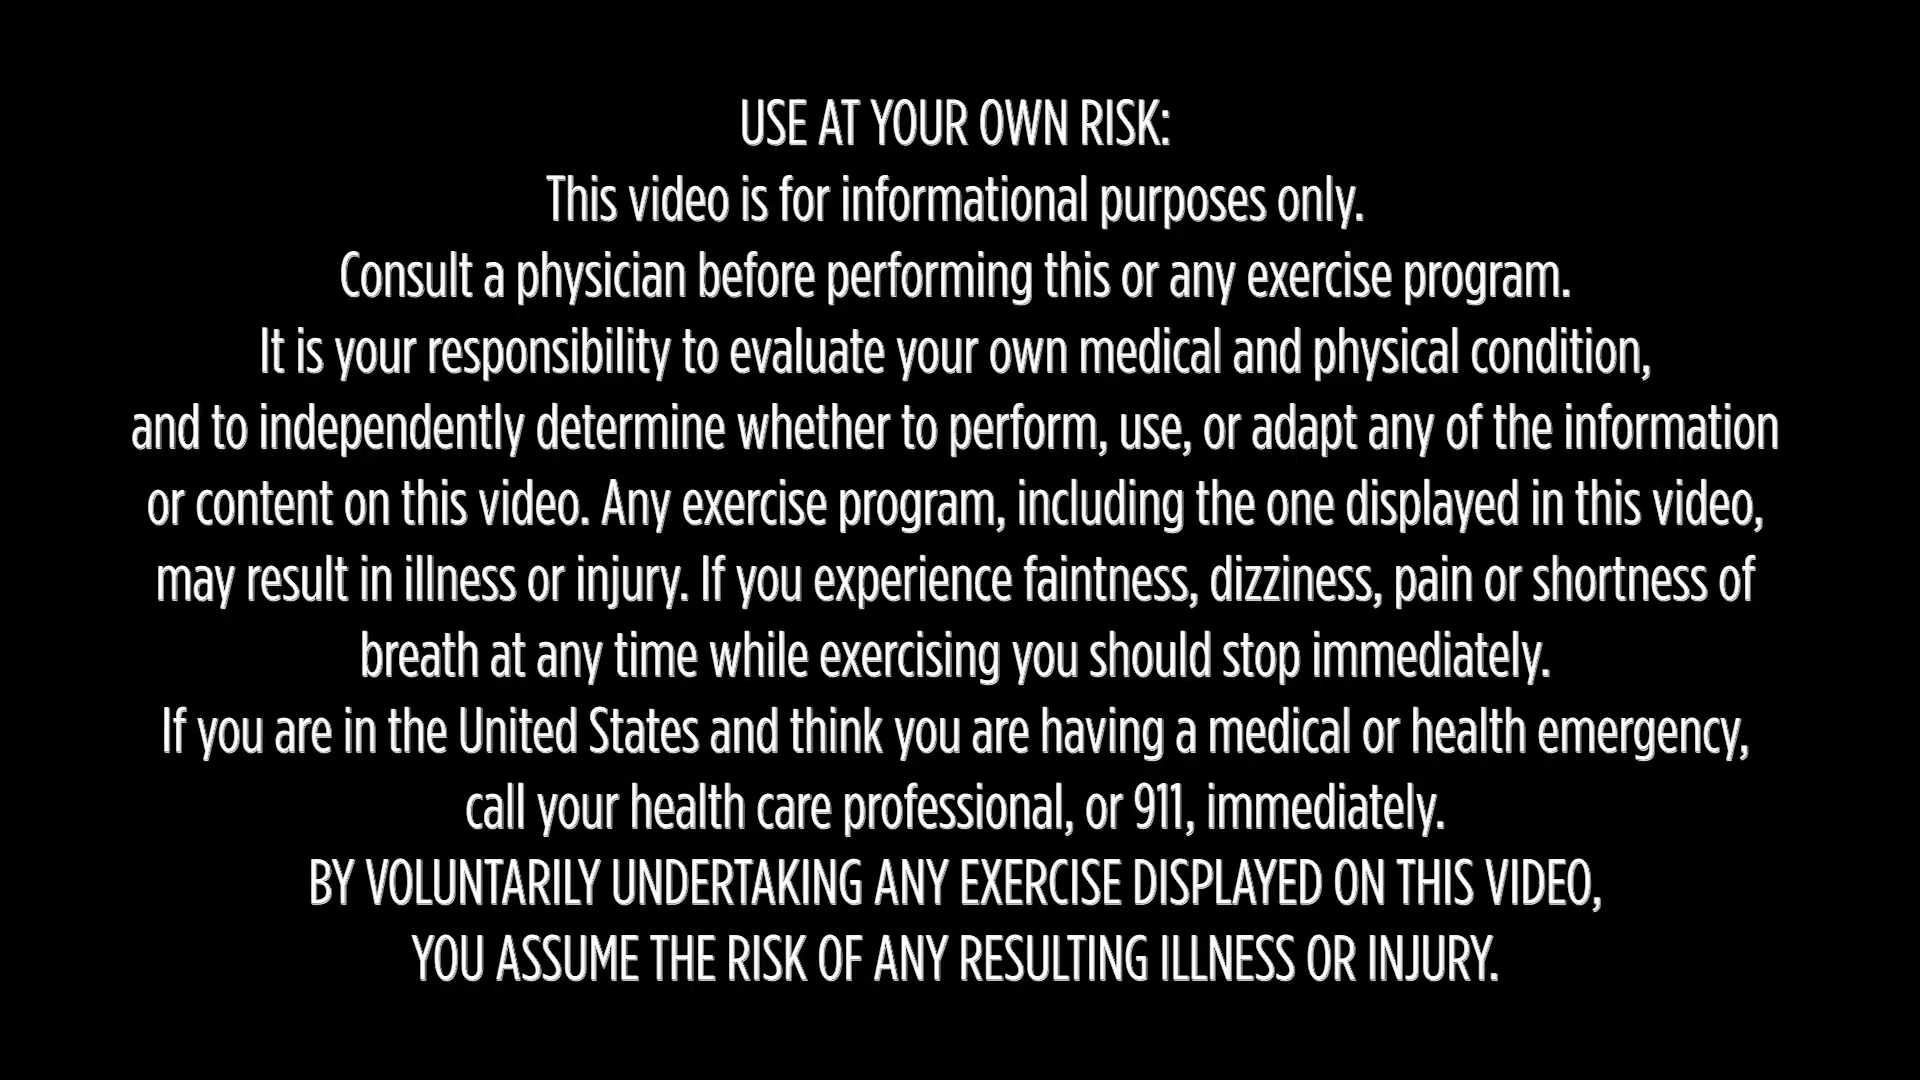 USE AT YOUR OWN RISK:
This video is for informational purposes only.
Consult a physician before performing this or any exercise program.
It is your responsibility to evaluate your own medical and physical condition,
and to independently determine whether to perform, use, or adapt any of the information
or content on this video. Any exercise program, including the one displayed in this video,
may result in illness or injury. If you experience faintness, dizziness, pain or shortness of
breath at any time while exercising you should stop immediately.
If you are in the United States and think you are having a medical or health emergency,
call your health care professional, or 911, immediately.
BY VOLUNTARILY UNDERTAKING ANY EXERCISE DISPLAYED ON THIS VIDEO,
YOU ASSUME THE RISK OF ANY RESULTING ILLNESS OR INJURY.